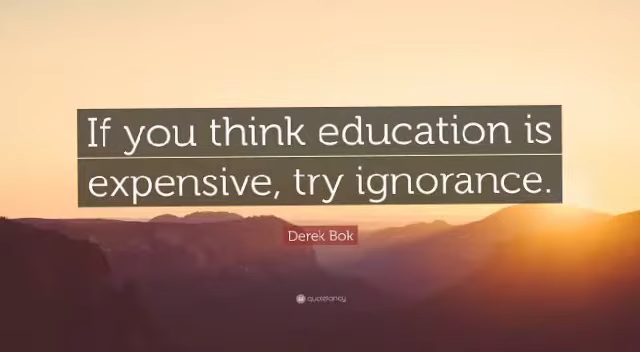 If you think education is
expensive, try ignorance.
Derek Bok
quotefancy